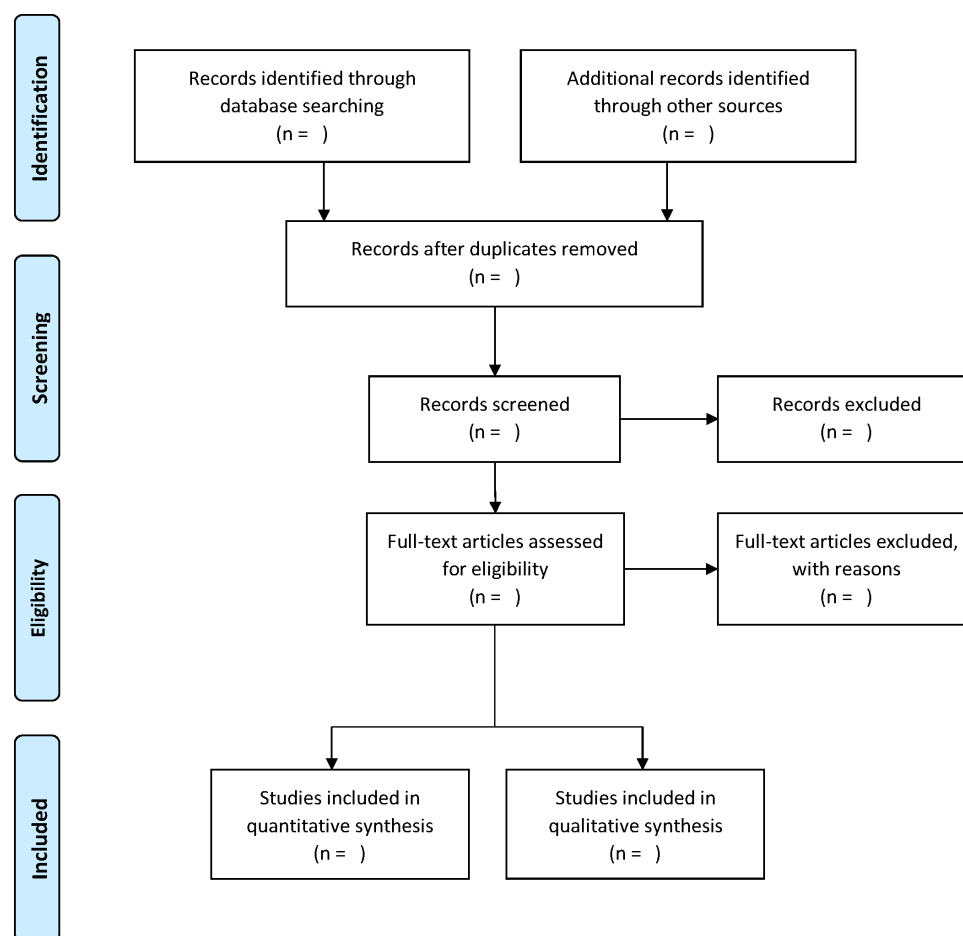 Identification
Records identified through
database searching
(n =   )
Additional records identified
through other sources
(n =   )
Records after duplicates removed
(n =   )
Screening
Records screened
(n =   )
Records excluded
(n =   )
Eligibility
Full-text articles assessed
for eligibility
(n =   )
Full-text articles excluded,
with reasons
(n =   )
Included
Studies included in
quantitative synthesis
(n =   )
Studies included in
qualitative synthesis
(n =   )